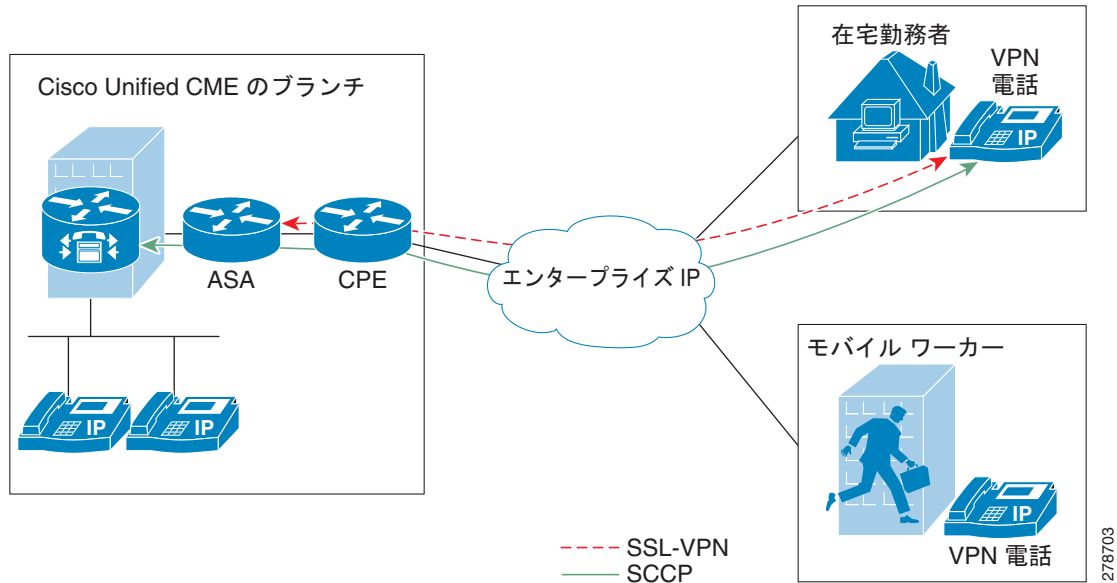 Cisco Unified CME のブランチ
ASA
CPE
IP
IP
エンタープライズ IP
在宅勤務者
VPN
電話
IP
モバイル ワーカー
IP
VPN 電話
SSL-VPN
SCCP
278703